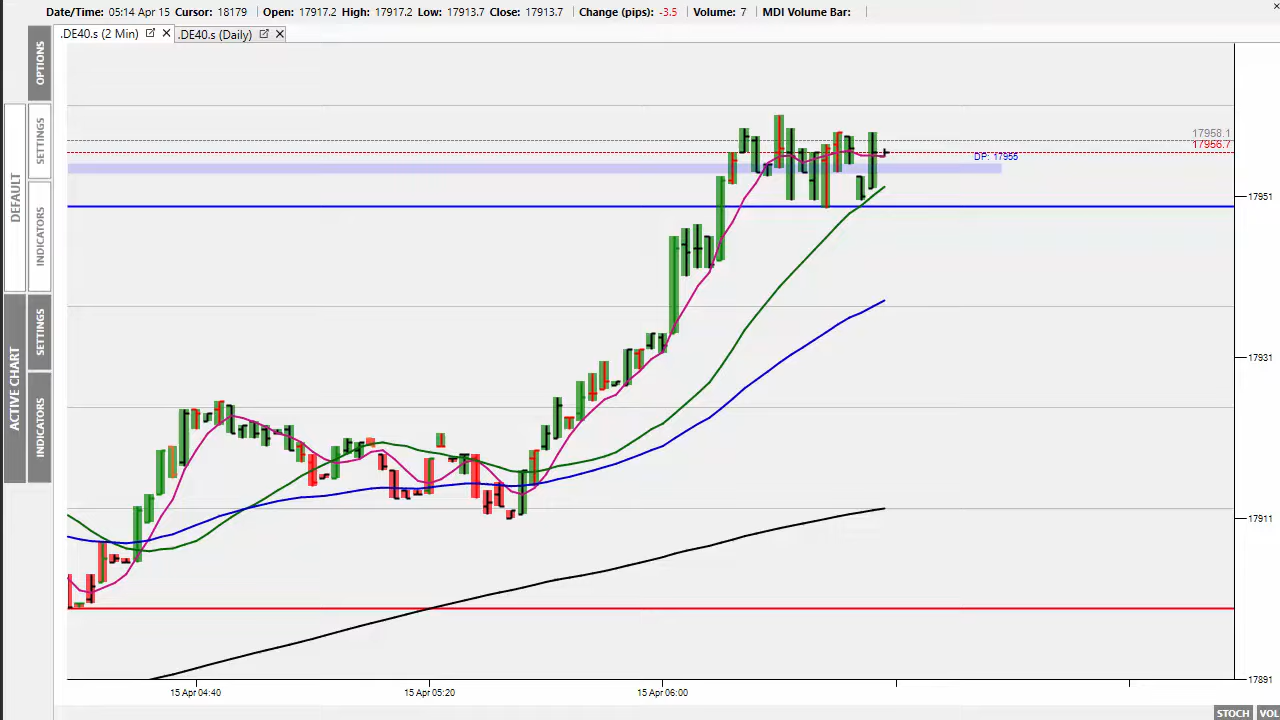 Date/Time: 05:14 Apr 15 Cursor: 18179 Open: 17917.2 High: 17917.2 Low: 17913.7 Close: 17913.7 Change (pips): -3.5 Volume: 7 MDI Volume Bar:
.DE40.s (2 Min) .DE40.s (Daily)
OPTIONS
DEFAULT
SETTINGS
INDICATORS
ACTIVE CHART
SETTINGS
INDICATORS
17958.1
17956.7
DP: 17955
17951
17931
17911
17891
15 Apr 04:40 15 Apr 05:20 15 Apr 06:00
STOCH VOL